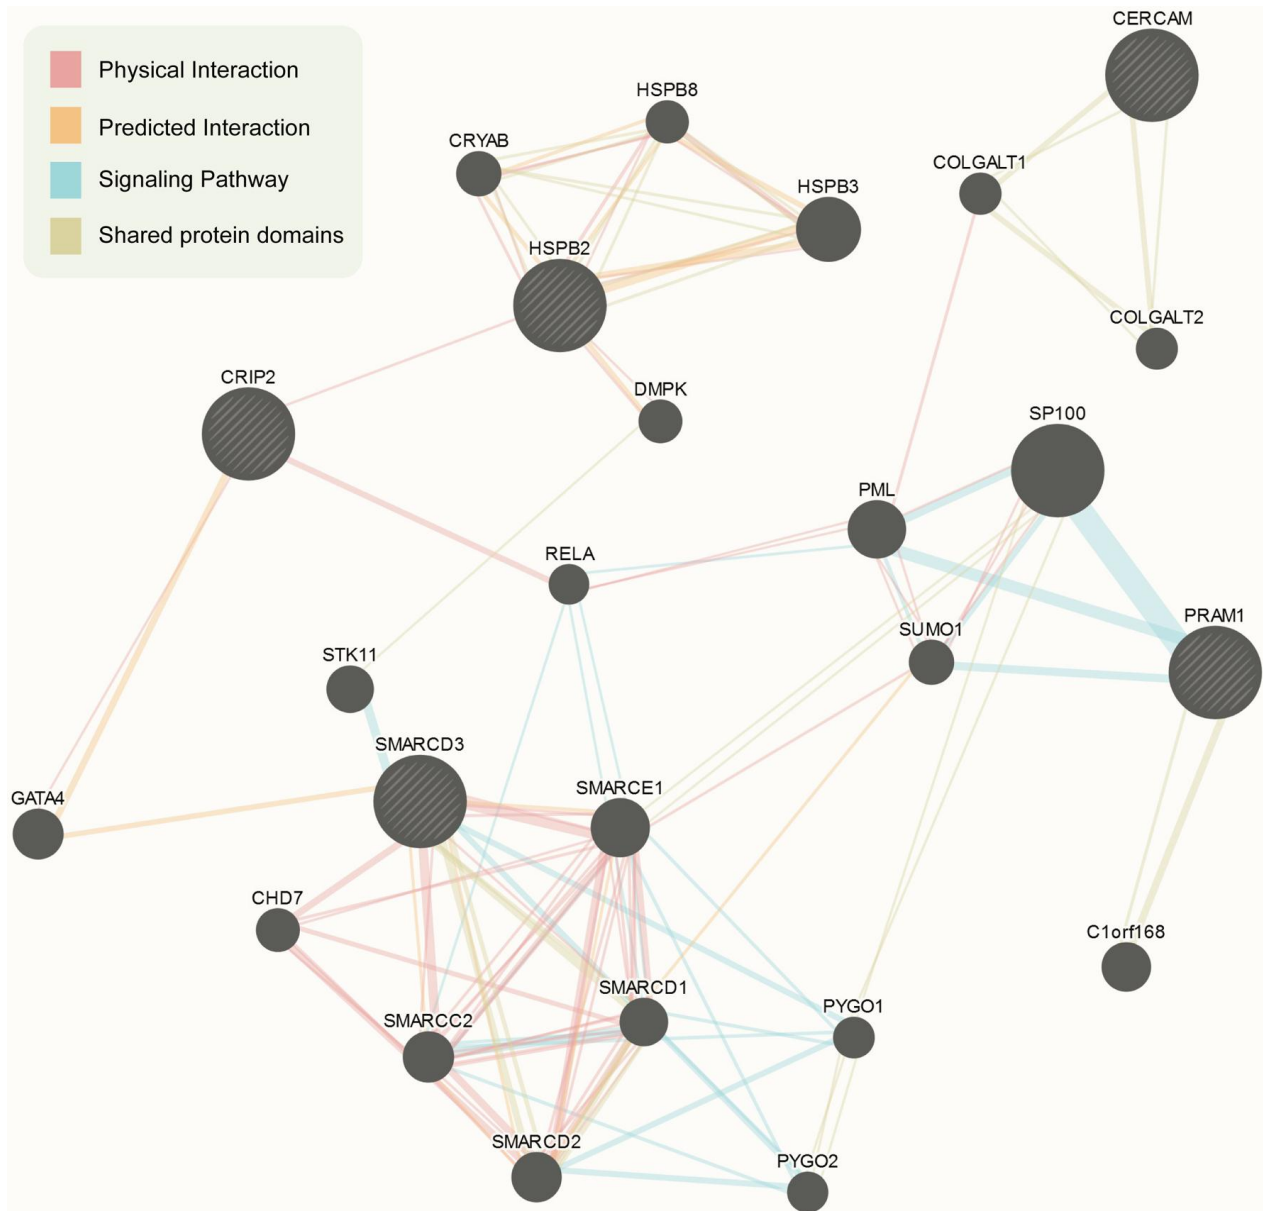 Physical Interaction
Predicted Interaction
Signaling Pathway
Shared protein domains
CERCAM
HSPB8
CRYAB
COLGALT1
HSPB3
HSPB2
COLGALT2
CRIP2
DMPK
SP100
PML
RELA
PRAM1
SUMO1
STK11
SMARCD3
SMARCE1
GATA4
CHD7
C1orf168
SMARCD1
PYGO1
SMARCC2
SMARCD2
PYGO2